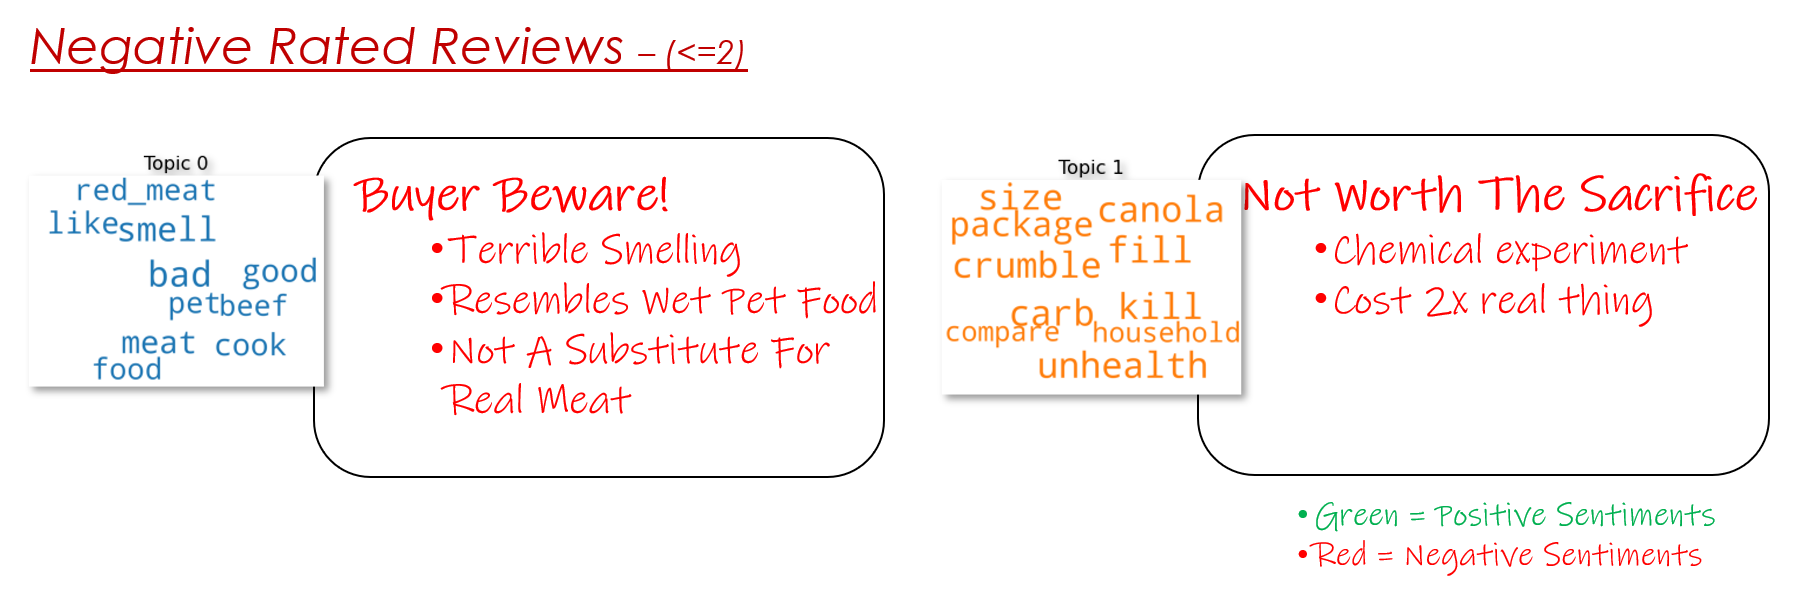 Negative Rated Reviews – (<=2)
Topic 0
red_meat
likesmell
bad good
petbeef
meat cook
food
Buyer Beware!
•Terrible Smelling
•Resembles Wet Pet Food
•Not A Substitute For
Real Meat
Topic 1
size
package canola
fill
crumble
carb kill
compare household
unhealth
Not Worth The Sacrifice
•Chemical experiment
•Cost 2x real thing
•Green = Positive Sentiments
•Red = Negative Sentiments